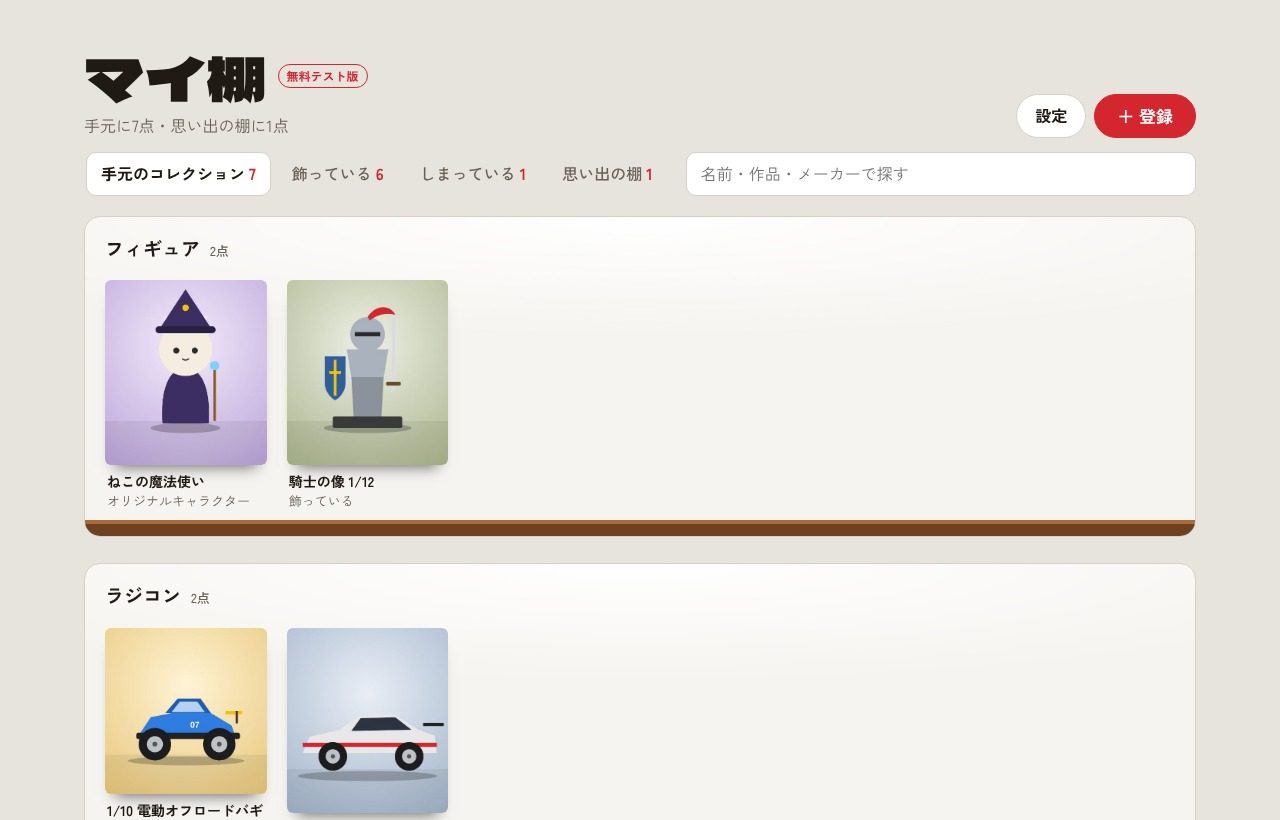 マイ棚 無料テスト版
手元に7点・思い出の棚に1点
設定 ＋ 登録
手元のコレクション 7 飾っている 6 しまっている 1 思い出の棚 1 名前・作品・メーカーで探す
フィギュア 2点
ねこの魔法使い 騎士の像 1/12
オリジナルキャラクター 飾っている
ラジコン 2点
07
1/10 電動オフロードバギ